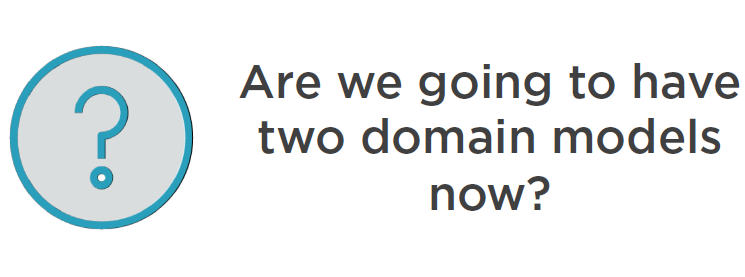 Are we going to have
two domain models
now?